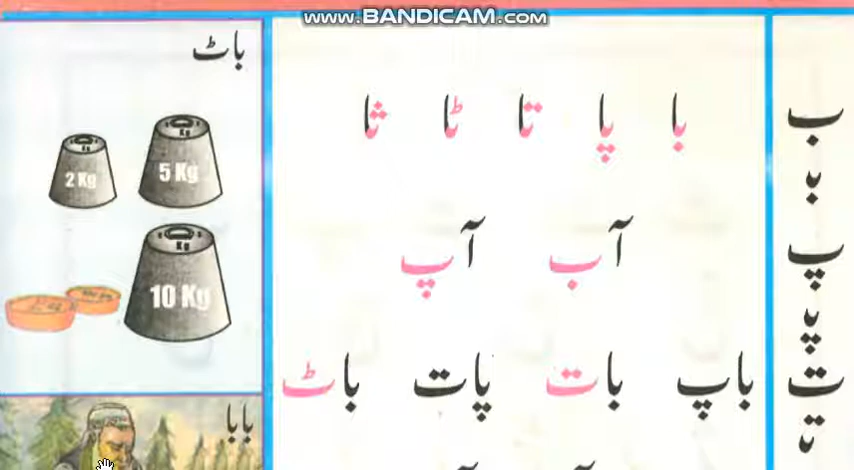 WWW.BANDICAM.COM
باٹ
2 Kg
5 Kg
Kg
10 Kg
بابا
با پا تا ٹا ثا
آب آپ
باپ بات پات باٹ
ب
پ
ت